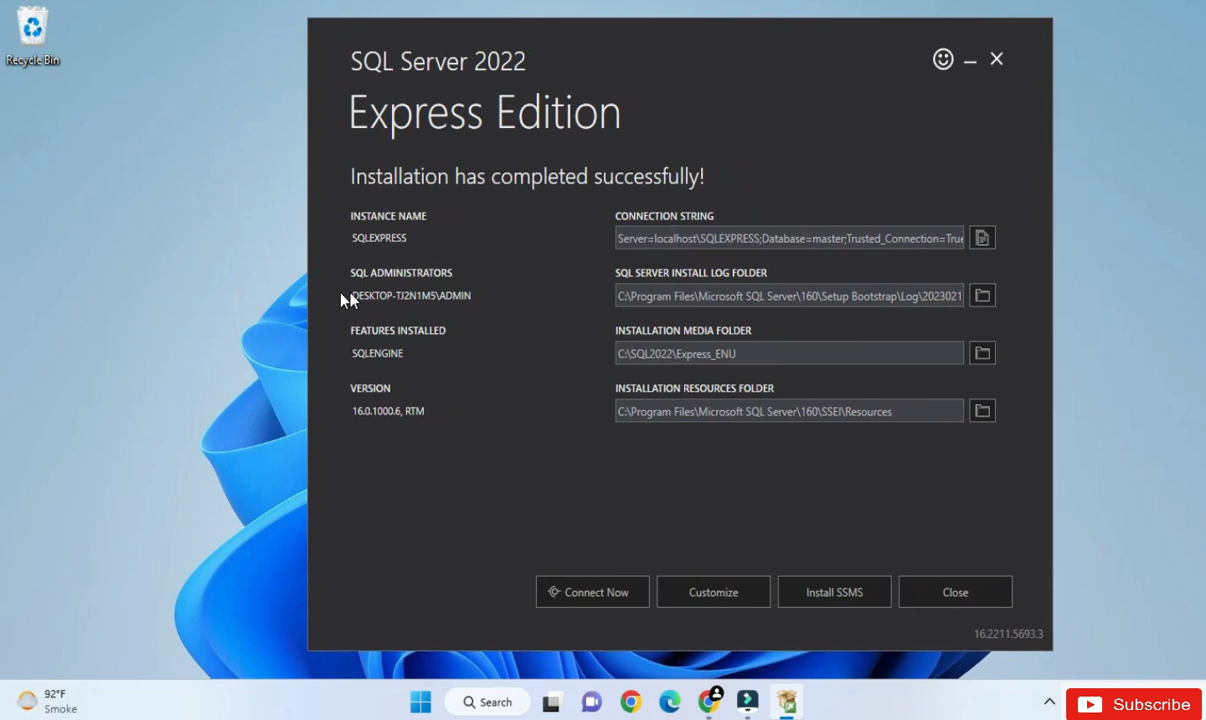 Recycle Bin
SQL Server 2022
Express Edition
Installation has completed successfully!
INSTANCE NAME
SQLEXPRESS
SQL ADMINISTRATORS
DESKTOP-TJ2N1M5\ADMIN
FEATURES INSTALLED
SQLENGINE
VERSION
16.0.1000.6, RTM
CONNECTION STRING
Server=localhost\SQLEXPRESS;Database=master;Trusted_Connection=True
SQL SERVER INSTALL LOG FOLDER
C:\Program Files\Microsoft SQL Server\160\Setup Bootstrap\Log\2023021
INSTALLATION MEDIA FOLDER
C:\SQL2022\Express_ENU
INSTALLATION RESOURCES FOLDER
C:\Program Files\Microsoft SQL Server\160\SSEI\Resources
Connect Now
Customize
Install SSMS
Close
16.2211.5693.3
92°F
Smoke
Search
Subscribe